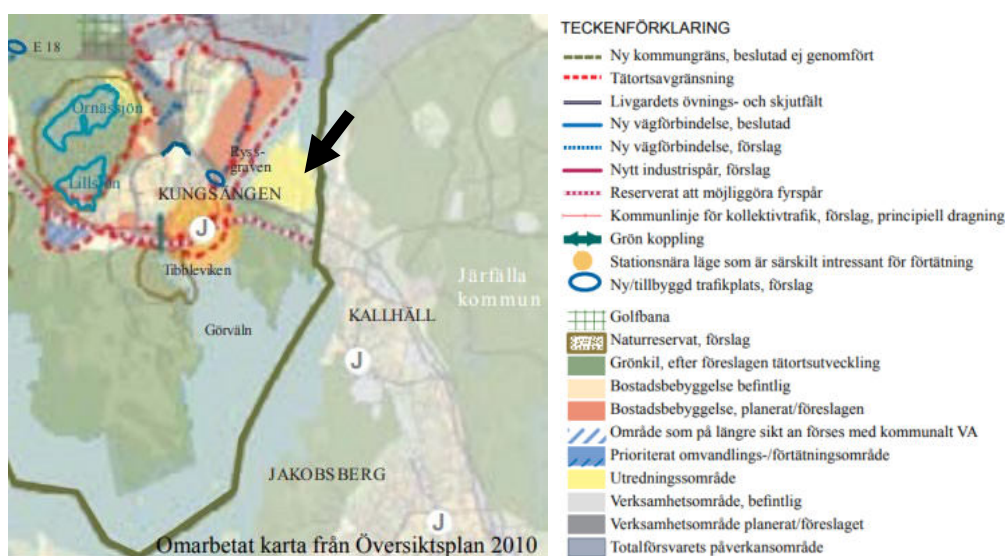 E 18
Ornässjön
Ryss-
graven
Lillsjön
KUNGSÄNGEN
J
Tibbleviken
Görväln
Järfälla
kommun
KALLHÄLL
J
JAKOBSBERG
J
Omarbetat karta från Översiktsplan 2010
TECKENFÖRKLARING
Ny kommungräns, beslutad ej genomfört
Tätortsavgränsning
Livgardets övnings- och skjutfält
Ny vägförbindelse, beslutad
Ny vägförbindelse, förslag
Nytt industrispår, förslag
Reserverat att möjliggöra fyrspår
Kommunlinje för kollektivtrafik, förslag, principiell dragning
Grön koppling
Stationsnära läge som är särskilt intressant för förtätning
Ny/tillbyggd trafikplats, förslag
Golfbana
Naturreservat, förslag
Grönkil, efter föreslagen tätortsutveckling
Bostadsbebyggelse befintlig
Bostadsbebyggelse, planerat/föreslagen
Område som på längre sikt an förses med kommunalt VA
Prioriterat omvandlings-/förtätningsområde
Utredningssområde
Verksamhetsområde, befintlig
Verksamhetsområde planerat/föreslaget
Totalförsvarets påverkansområde